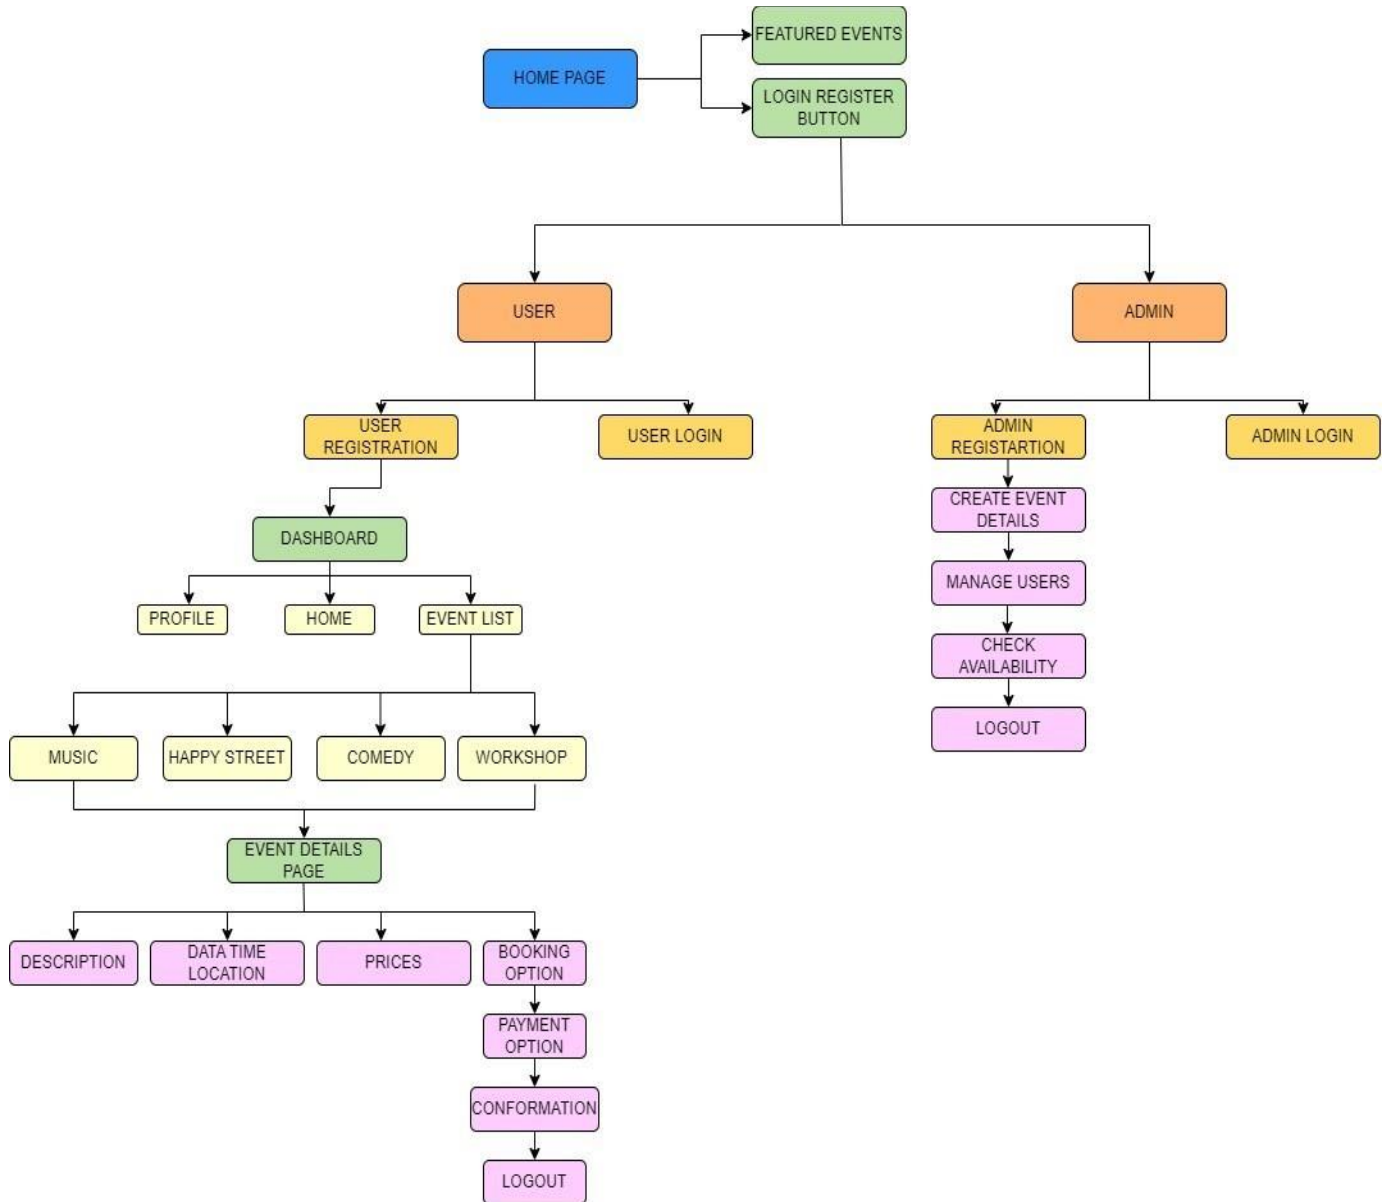 FEATURED EVENTS
HOME PAGE
LOGIN REGISTER
BUTTON
USER
ADMIN
USER
REGISTRATION
USER LOGIN
ADMIN
REGISTARTION
ADMIN LOGIN
CREATE EVENT
DETAILS
DASHBOARD
MANAGE USERS
PROFILE
HOME
EVENT LIST
CHECK
AVAILABILITY
LOGOUT
MUSIC
HAPPY STREET
COMEDY
WORKSHOP
EVENT DETAILS
PAGE
DESCRIPTION
DATA TIME
LOCATION
PRICES
BOOKING
OPTION
PAYMENT
OPTION
CONFORMATION
LOGOUT